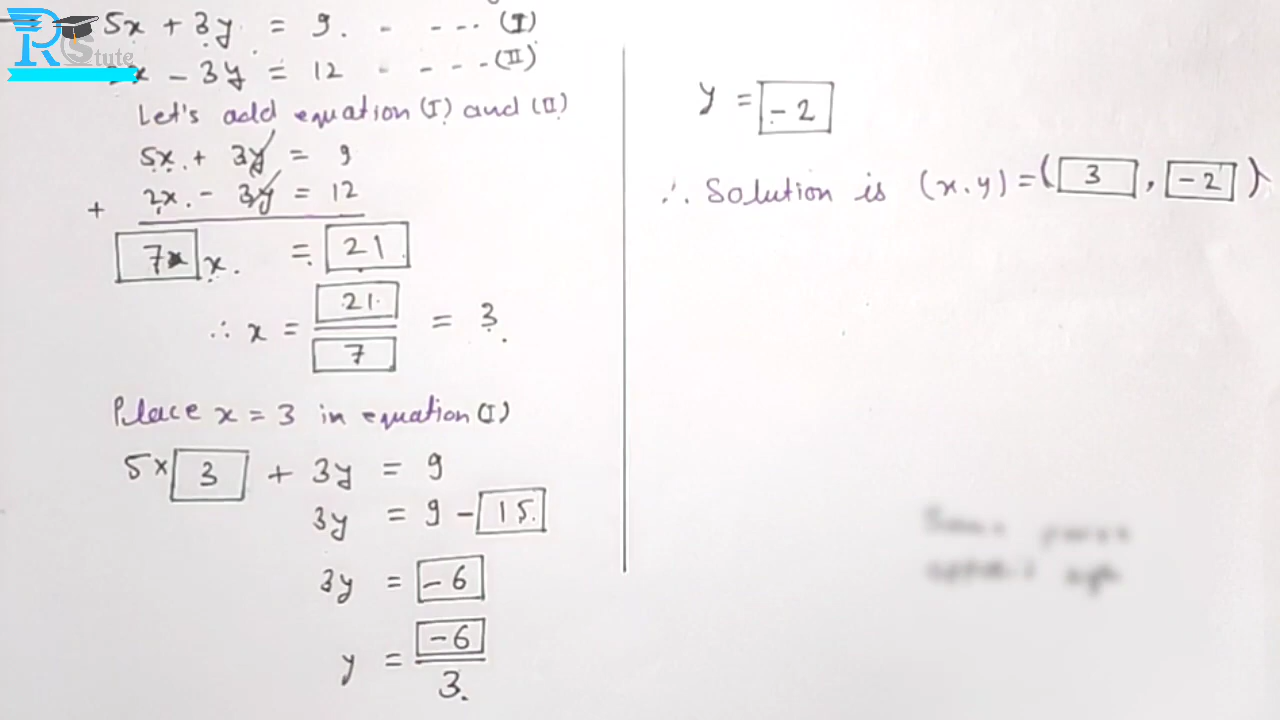 RStute
5x + 3y = 9. - - --- (I)
x - 3y = 12 - - - - -(II)
Let's add equation (I) and (II)
5x. + 3y = 9
+ 2x. - 3y = 12
7x x. = 21
∴ x = 21 / 7 = 3.
Place x = 3 in equation (I)
5× 3 + 3y = 9
3y = 9 - 15
3y = -6
y = -6 / 3.
y = -2
∴ Solution is (x.y) = (3, -2)